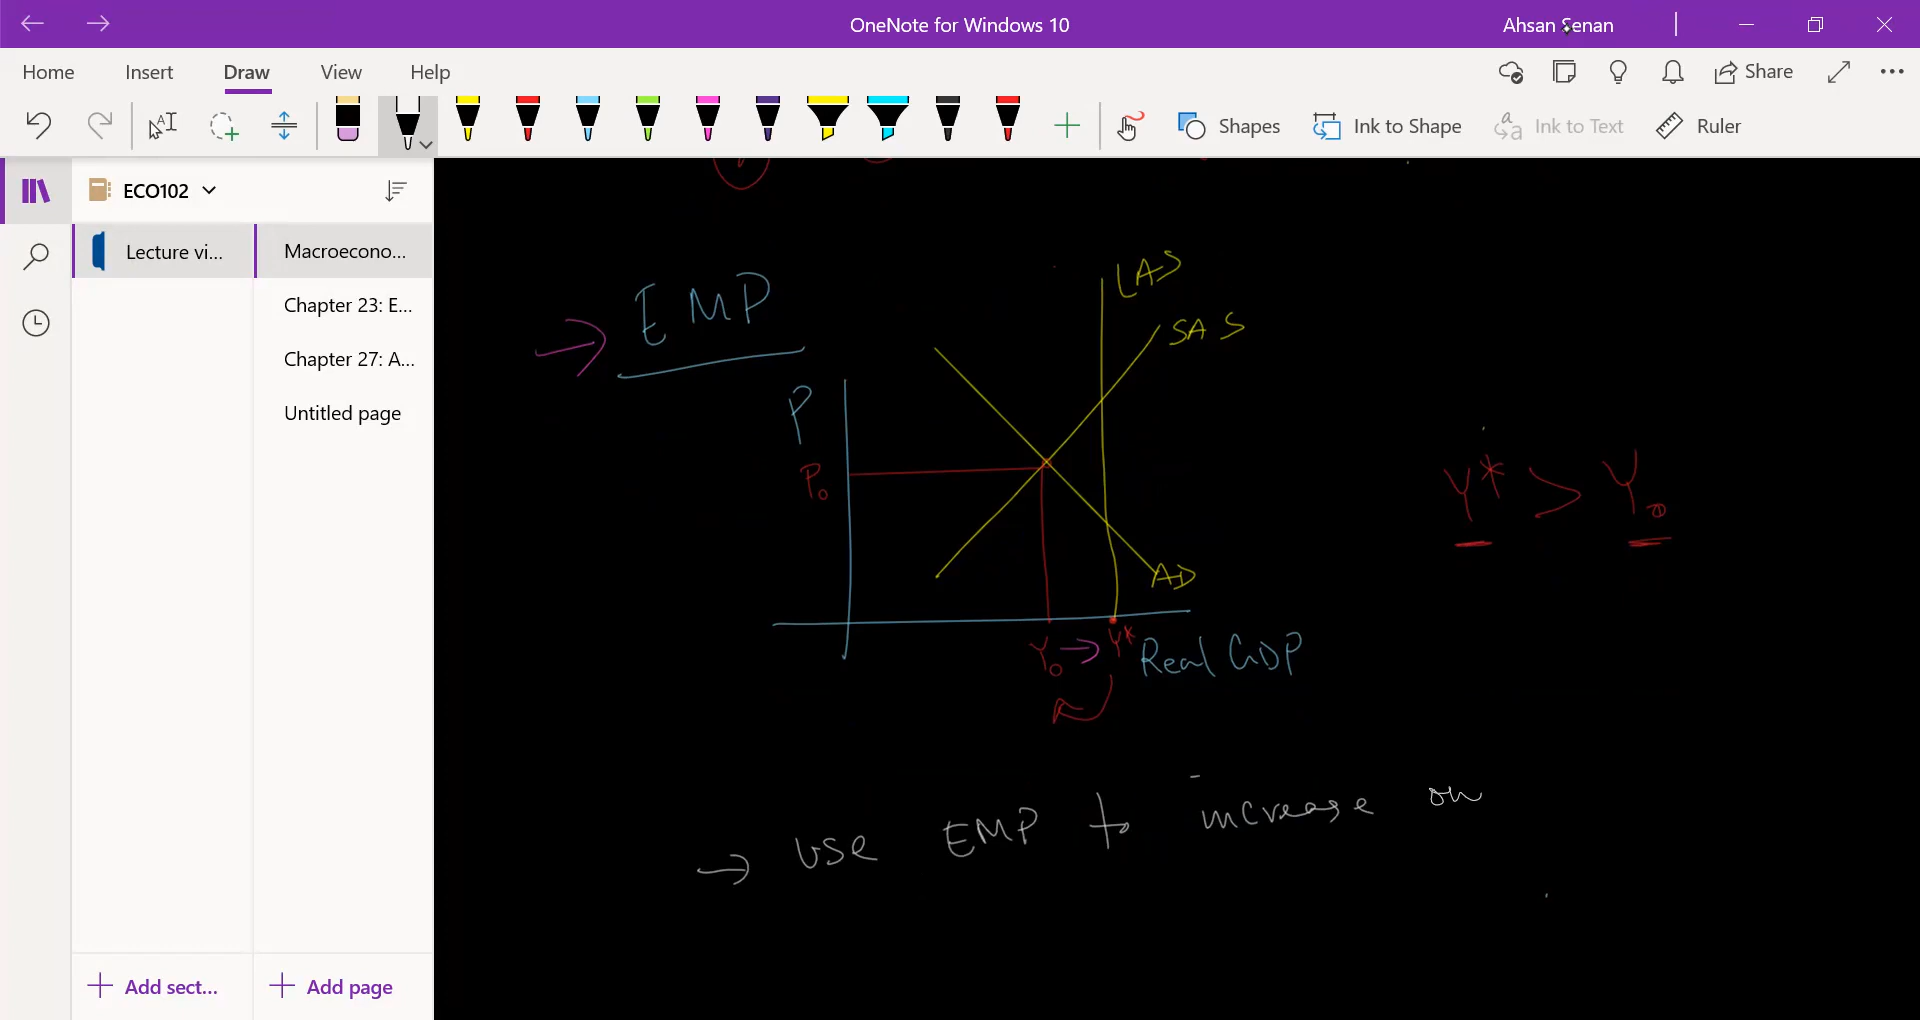 OneNote for Windows 10
Ahsan Senan
Home Insert Draw View Help
Share
Shapes Ink to Shape Ink to Text Ruler
ECO102
Lecture vi...
Macroecono...
Chapter 23: E...
Chapter 27: A...
Untitled page
EMP
LAS
SAS
P
P₀
Y* > Y₀
AD
Y₀ → Y* Real GDP
→ Use EMP to increase our
Add sect...
Add page